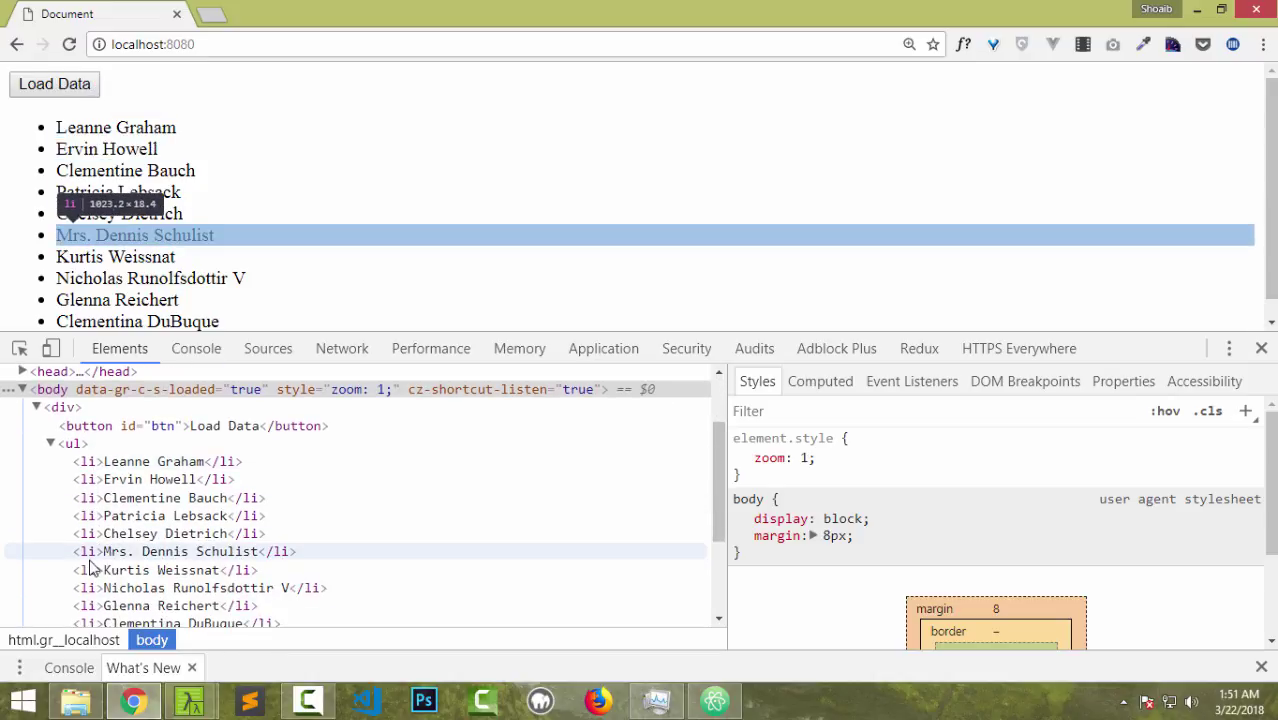 Document
Shoaib
localhost:8080
f?
Load Data
Leanne Graham
Ervin Howell
Clementine Bauch
Patricia Lebsack
li 1023.2×18.4
Chelsey Dietrich
Mrs. Dennis Schulist
Kurtis Weissnat
Nicholas Runolfsdottir V
Glenna Reichert
Clementina DuBuque
Elements Console Sources Network Performance Memory Application Security Audits Adblock Plus Redux HTTPS Everywhere
<head>…</head>
<body data-gr-c-s-loaded="true" style="zoom: 1;" cz-shortcut-listen="true"> == $0
<div>
<button id="btn">Load Data</button>
<ul>
<li>Leanne Graham</li>
<li>Ervin Howell</li>
<li>Clementine Bauch</li>
<li>Patricia Lebsack</li>
<li>Chelsey Dietrich</li>
<li>Mrs. Dennis Schulist</li>
<li>Kurtis Weissnat</li>
<li>Nicholas Runolfsdottir V</li>
<li>Glenna Reichert</li>
<li>Clementina DuBuque</li>
html.gr__localhost body
Styles Computed Event Listeners DOM Breakpoints Properties Accessibility
Filter :hov .cls +
element.style {
zoom: 1;
}
body { user agent stylesheet
display: block;
margin: 8px;
}
margin 8
border –
Console What's New
Ps
1:51 AM
3/22/2018